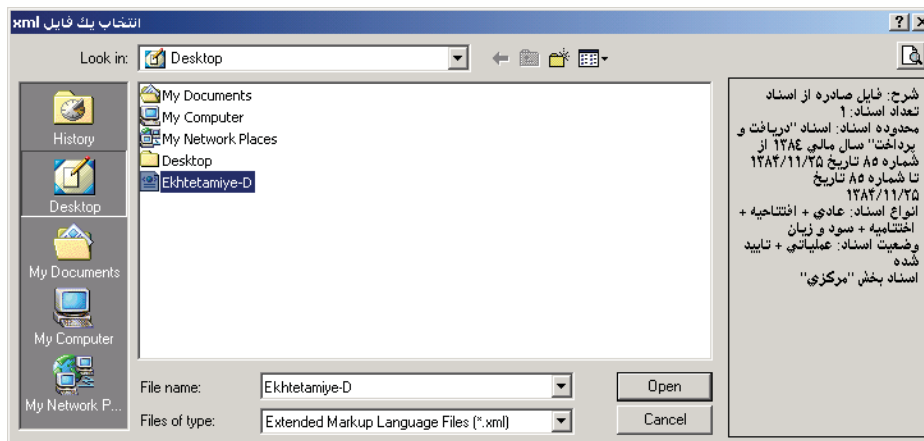 انتخاب يك فايل xml
Look in:
Desktop
My Documents
My Computer
My Network Places
Desktop
Ekhtetamiye-D
History
Desktop
My Documents
My Computer
My Network P...
File name:
Ekhtetamiye-D
Open
Files of type:
Extended Markup Language Files (*.xml)
Cancel
شرح: فايل صادره از اسناد
تعداد اسناد: ۱
محدوده اسناد: اسناد "دريافت و
پرداخت" سال مالي ۱۳۸۴ از
شماره ۸۵ تاريخ ۱۳۸۴/۱۱/۲۵
تا شماره ۸۵ تاريخ
۱۳۸۴/۱۱/۲۵
انواع اسناد: عادي + افتتاحيه +
اختتاميه + سود و زيان
وضعيت اسناد: عملياتي + تاييد
شده
اسناد بخش "مركزي"